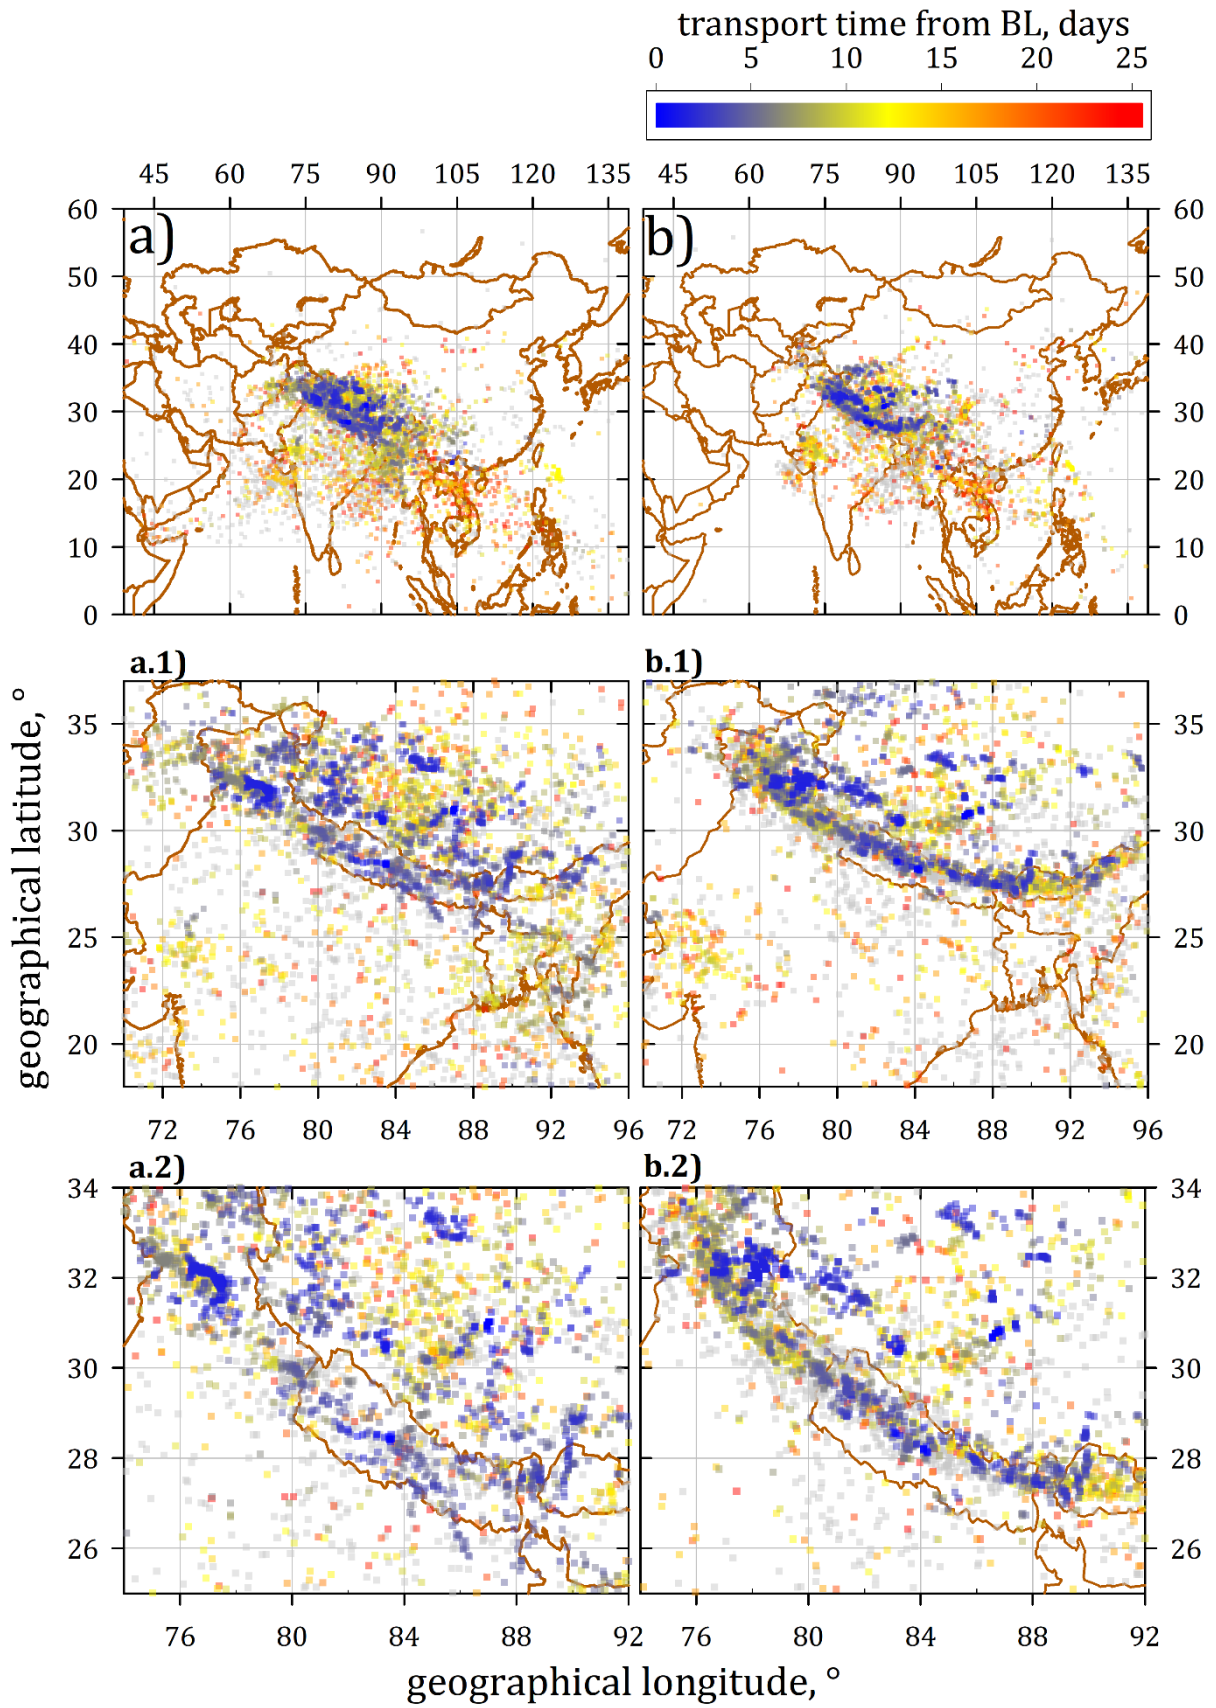 transport time from BL, days
0 5 10 15 20 25
45 60 75 90 105 120 135 45 60 75 90 105 120 135
60 a) b) 60
50 50
40 40
30 30
20 20
10 10
0 0
a.1) b.1)
35 35
30 30
25 25
20 20
72 76 80 84 88 92 96 72 76 80 84 88 92 96
geographical latitude, °
a.2) b.2)
34 34
32 32
30 30
28 28
26 26
76 80 84 88 92 76 80 84 88 92
geographical longitude, °